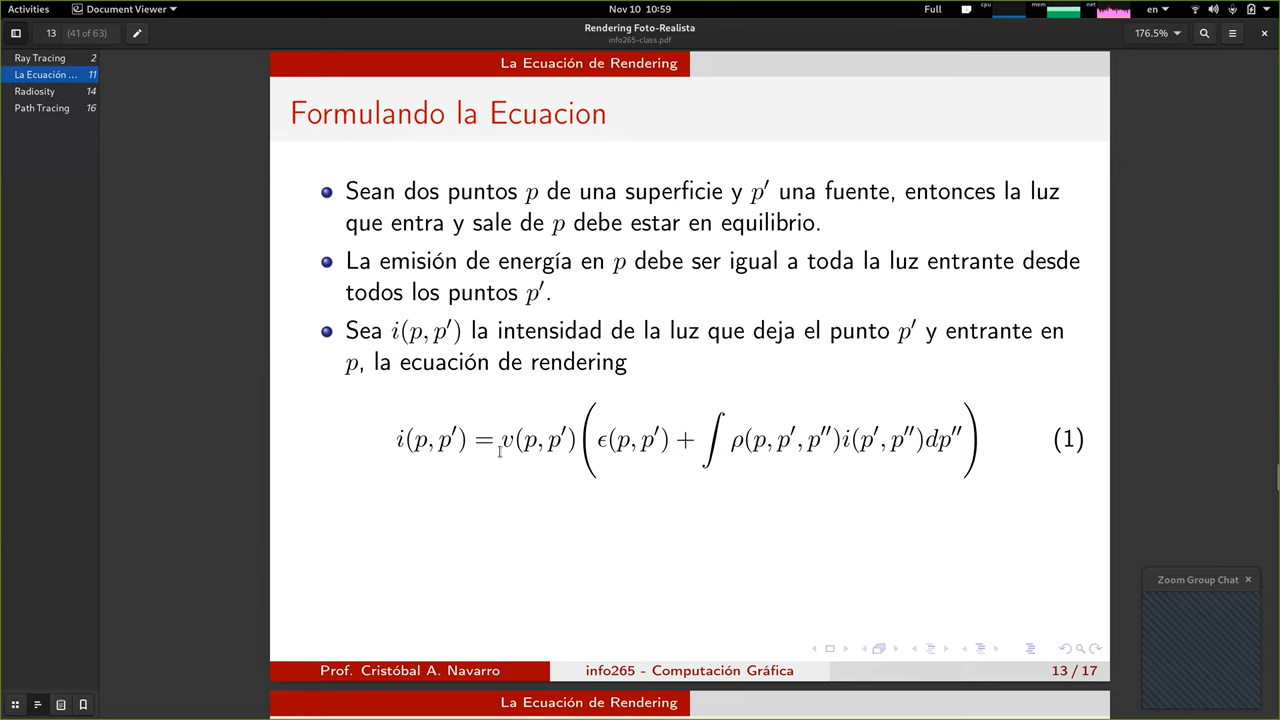 Activities Document Viewer Nov 10 10:59 Full cpu mem net en
13 (41 of 63) Rendering Foto-Realista 176.5%
info265-class.pdf
Ray Tracing 2
La Ecuación ... 11
Radiosity 14
Path Tracing 16
La Ecuación de Rendering
Formulando la Ecuacion
Sean dos puntos p de una superficie y p′ una fuente, entonces la luz
que entra y sale de p debe estar en equilibrio.
La emisión de energía en p debe ser igual a toda la luz entrante desde
todos los puntos p′.
Sea i(p, p′) la intensidad de la luz que deja el punto p′ y entrante en
p, la ecuación de rendering
i(p, p′) = v(p, p′)(ϵ(p, p′) + ∫ ρ(p, p′, p′′)i(p′, p′′)dp′′) (1)
Zoom Group Chat
Prof. Cristóbal A. Navarro info265 - Computación Gráfica 13 / 17
La Ecuación de Rendering